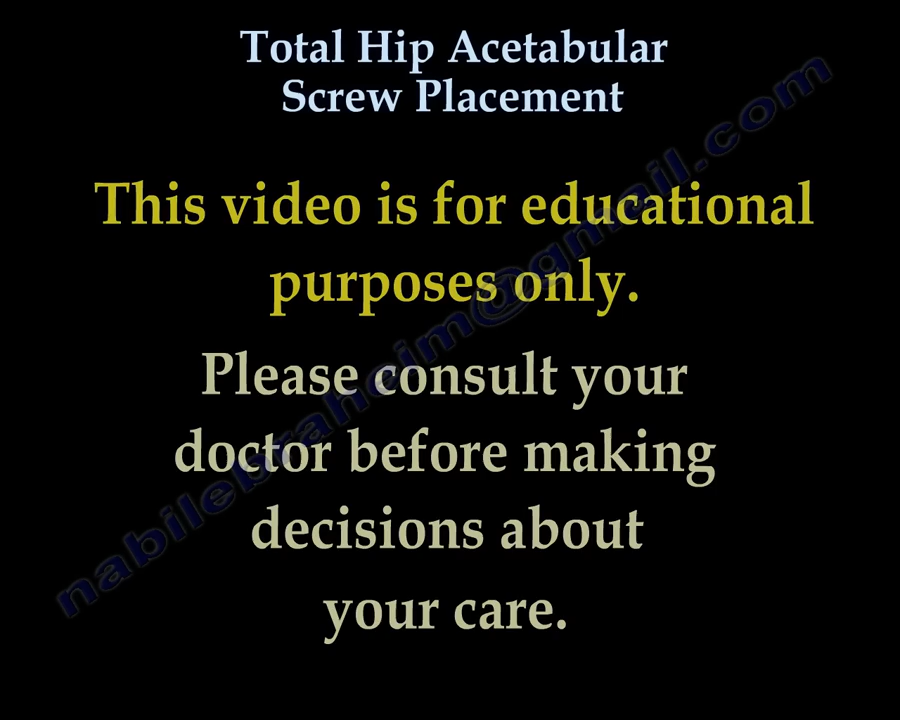 Total Hip Acetabular
Screw Placement
This video is for educational
purposes only.
Please consult your
doctor before making
decisions about
your care.
nabilebraheim@gmail.com